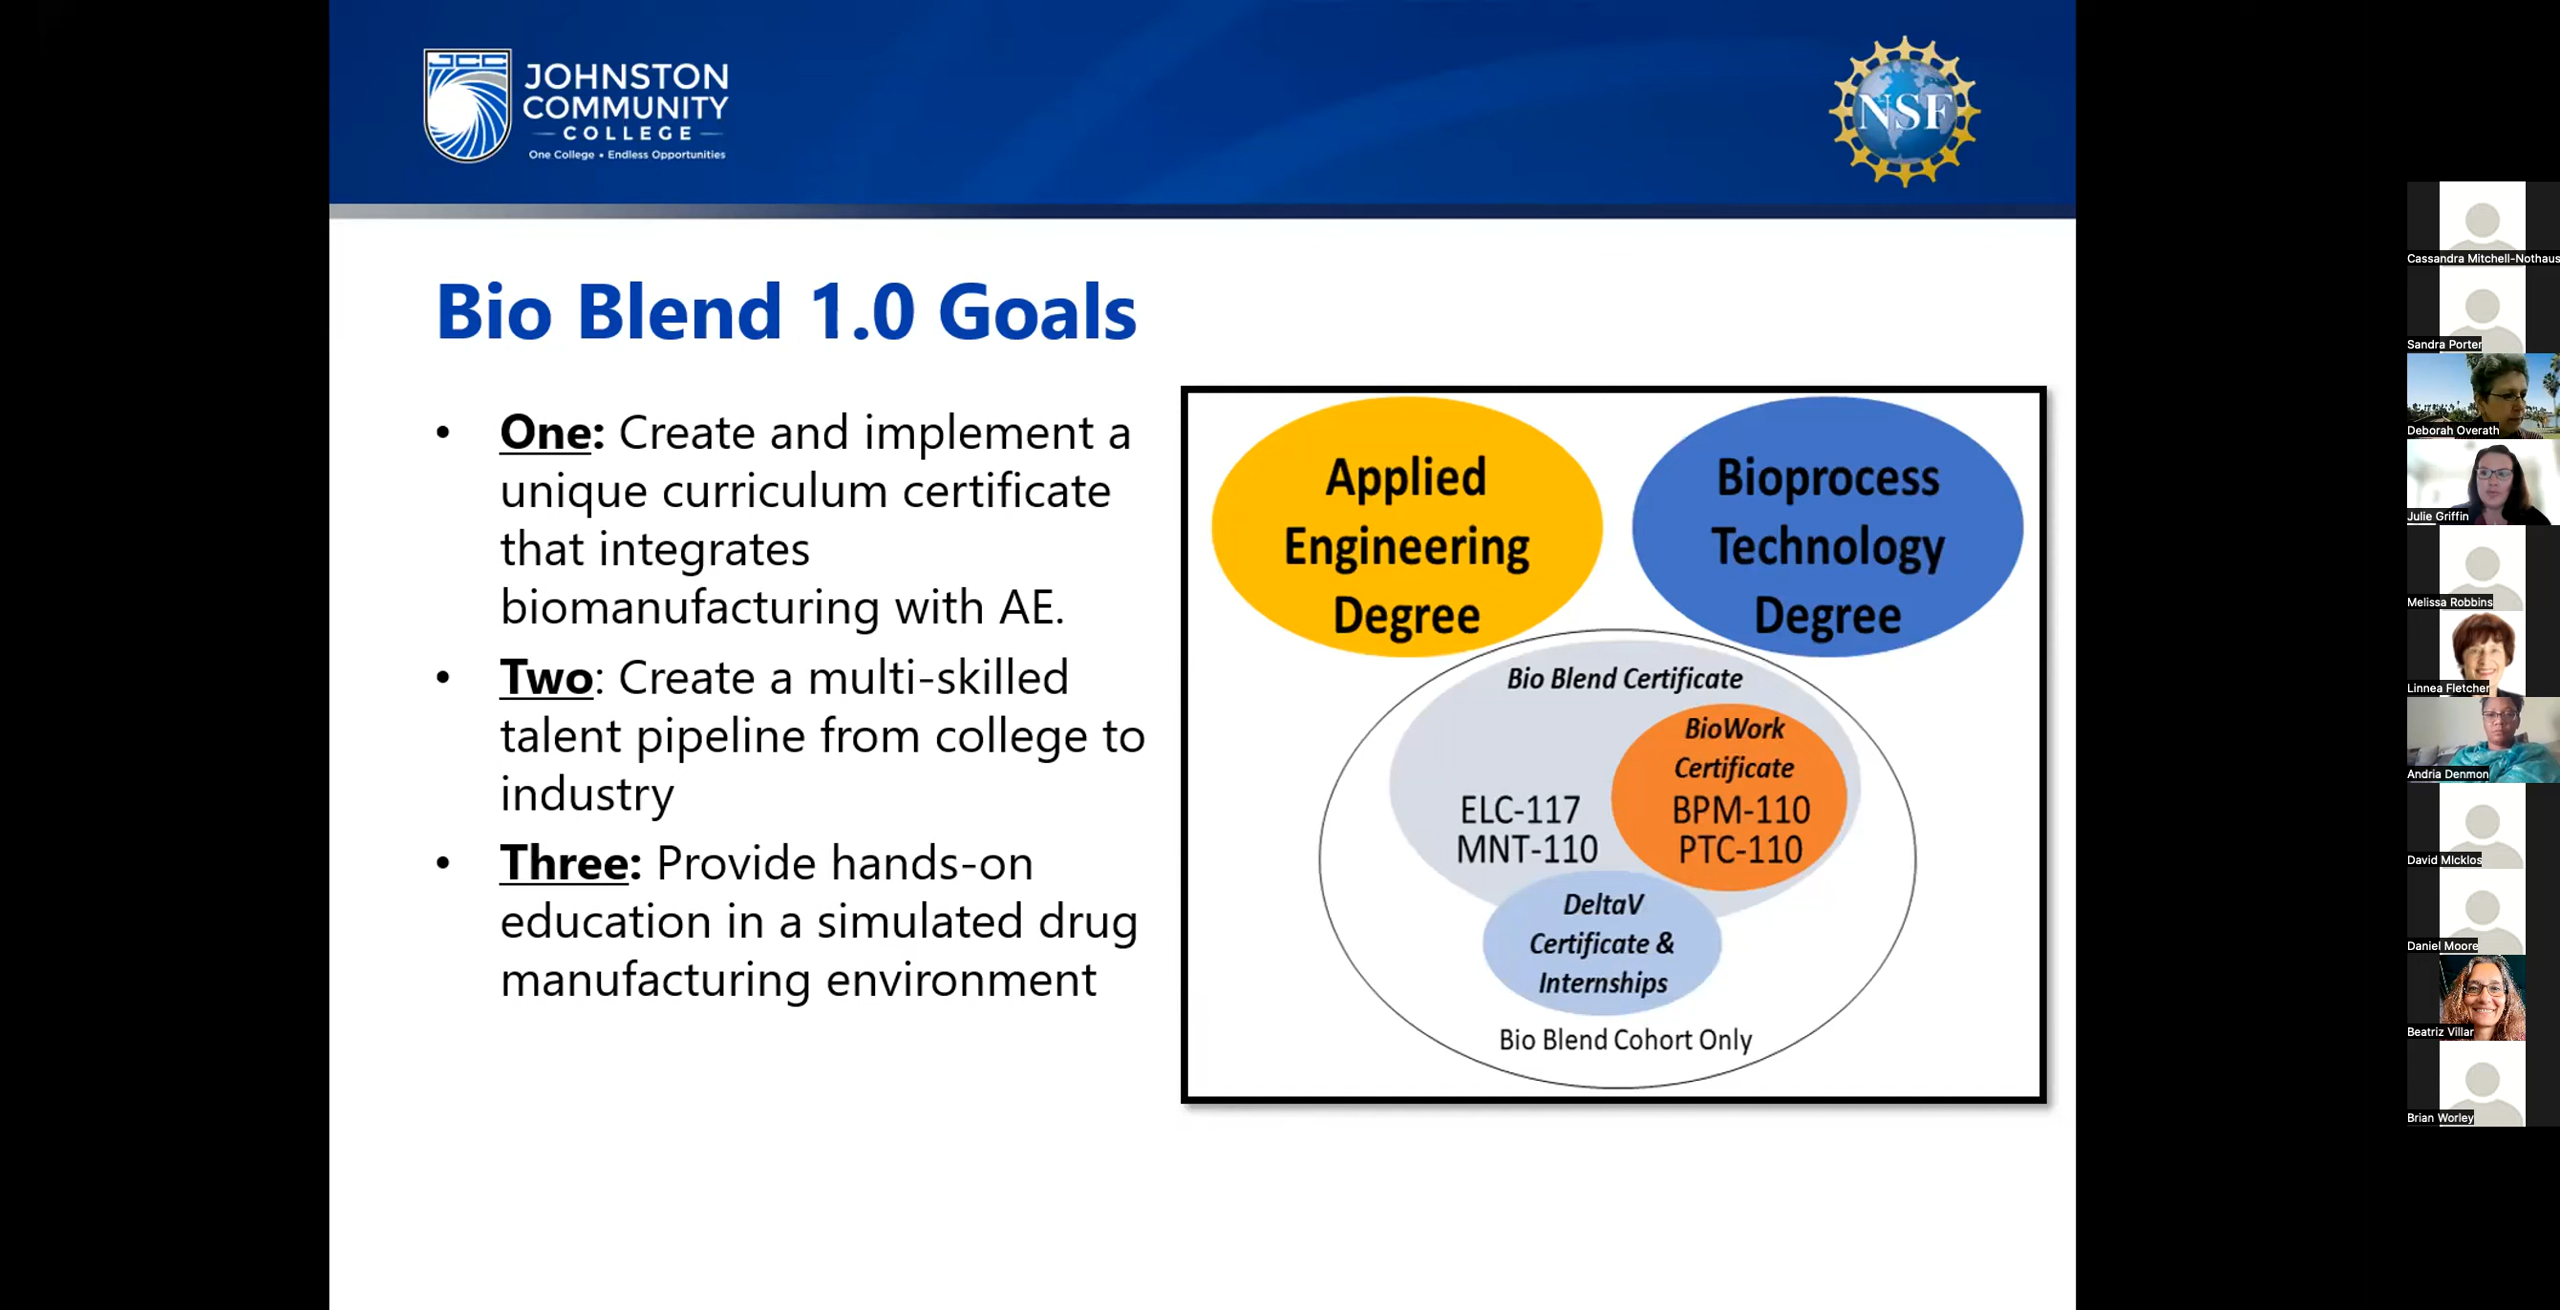 JCC
JOHNSTON
COMMUNITY
COLLEGE
One College • Endless Opportunities
NSF
Bio Blend 1.0 Goals
• One: Create and implement a
unique curriculum certificate
that integrates
biomanufacturing with AE.
• Two: Create a multi-skilled
talent pipeline from college to
industry
• Three: Provide hands-on
education in a simulated drug
manufacturing environment
Applied
Engineering
Degree
Bioprocess
Technology
Degree
Bio Blend Certificate
BioWork
Certificate
BPM-110
PTC-110
ELC-117
MNT-110
DeltaV
Certificate &
Internships
Bio Blend Cohort Only
Cassandra Mitchell-Nothaus
Sandra Porter
Deborah Overath
Julie Griffin
Melissa Robbins
Linnea Fletcher
Andria Denmon
David MIcklos
Daniel Moore
Beatriz Villar
Brian Worley